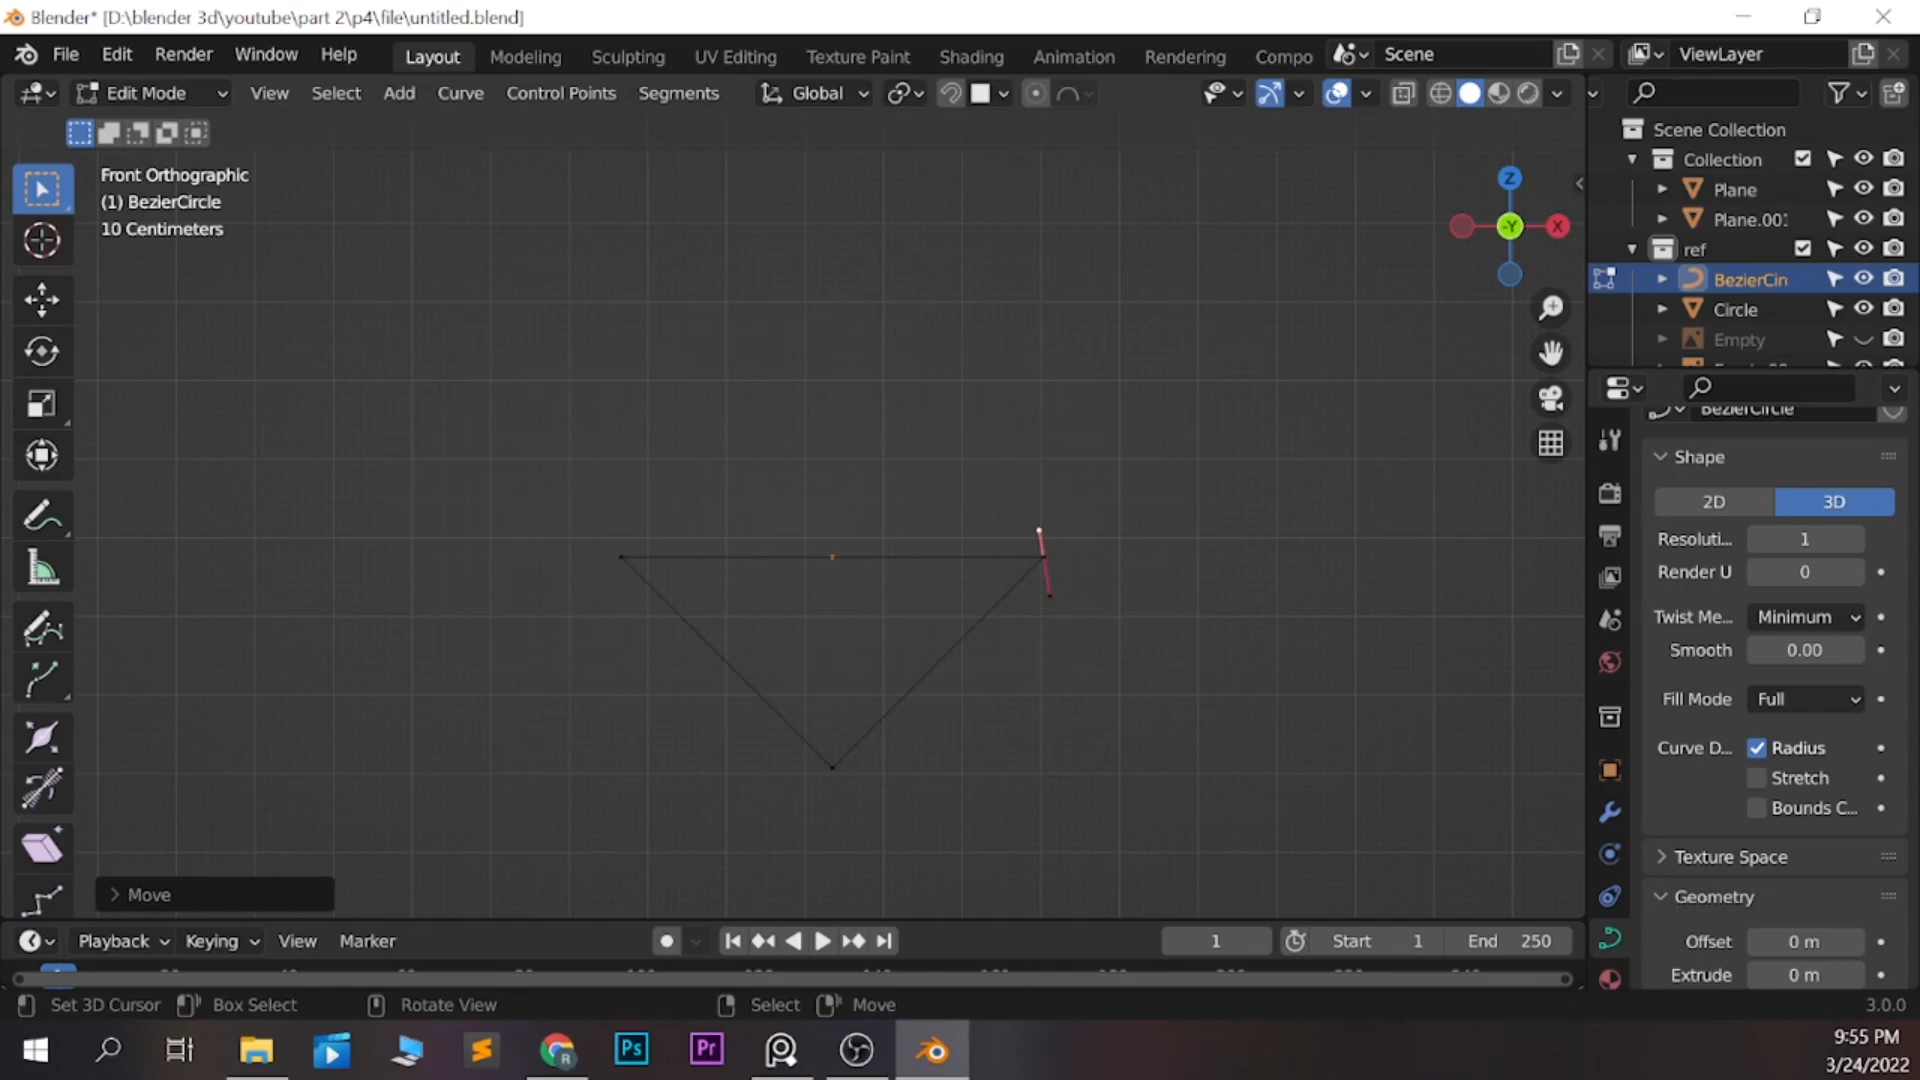 Blender* [D:\blender 3d\youtube\part 2\p4\file\untitled.blend]
File Edit Render Window Help Layout Modeling Sculpting UV Editing Texture Paint Shading Animation Rendering Compo Scene ViewLayer
Edit Mode View Select Add Curve Control Points Segments Global
Front Orthographic
(1) BezierCircle
10 Centimeters
Z
-Y
X
Scene Collection
Collection
Plane
Plane.001
ref
BezierCir
Circle
Empty
BezierCircle
Shape
2D 3D
Resoluti... 1
Render U 0
Twist Me... Minimum
Smooth 0.00
Fill Mode Full
Curve D... Radius
Stretch
Bounds C...
Texture Space
Geometry
Offset 0 m
Extrude 0 m
Move
Playback Keying View Marker 1 Start 1 End 250
Set 3D Cursor Box Select Rotate View Select Move 3.0.0
Ps Pr R
9:55 PM
3/24/2022